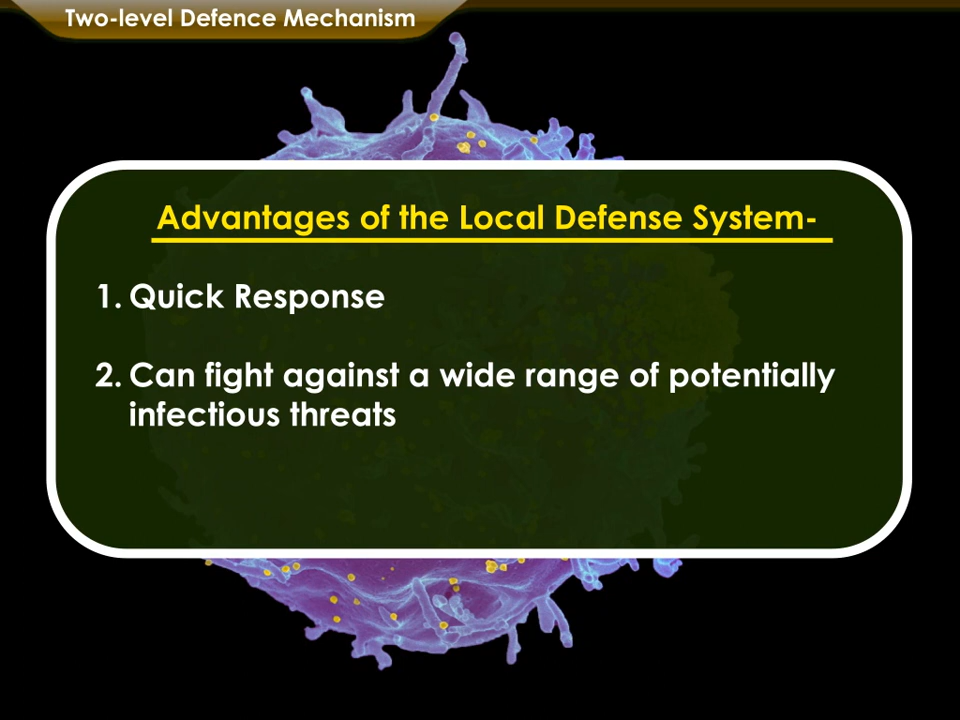 Two-level Defence Mechanism
Advantages of the Local Defense System-
1. Quick Response
2. Can fight against a wide range of potentially
infectious threats